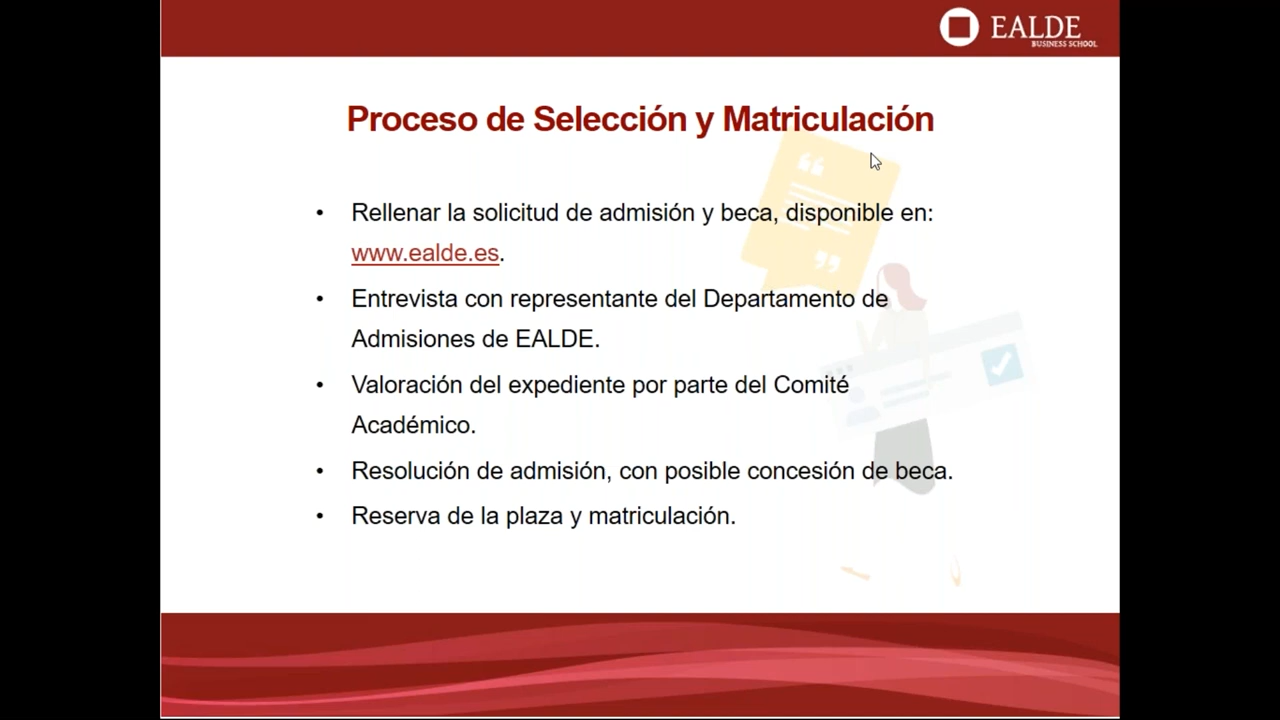 EALDE
BUSINESS SCHOOL
Proceso de Selección y Matriculación
• Rellenar la solicitud de admisión y beca, disponible en:
www.ealde.es.
• Entrevista con representante del Departamento de
Admisiones de EALDE.
• Valoración del expediente por parte del Comité
Académico.
• Resolución de admisión, con posible concesión de beca.
• Reserva de la plaza y matriculación.